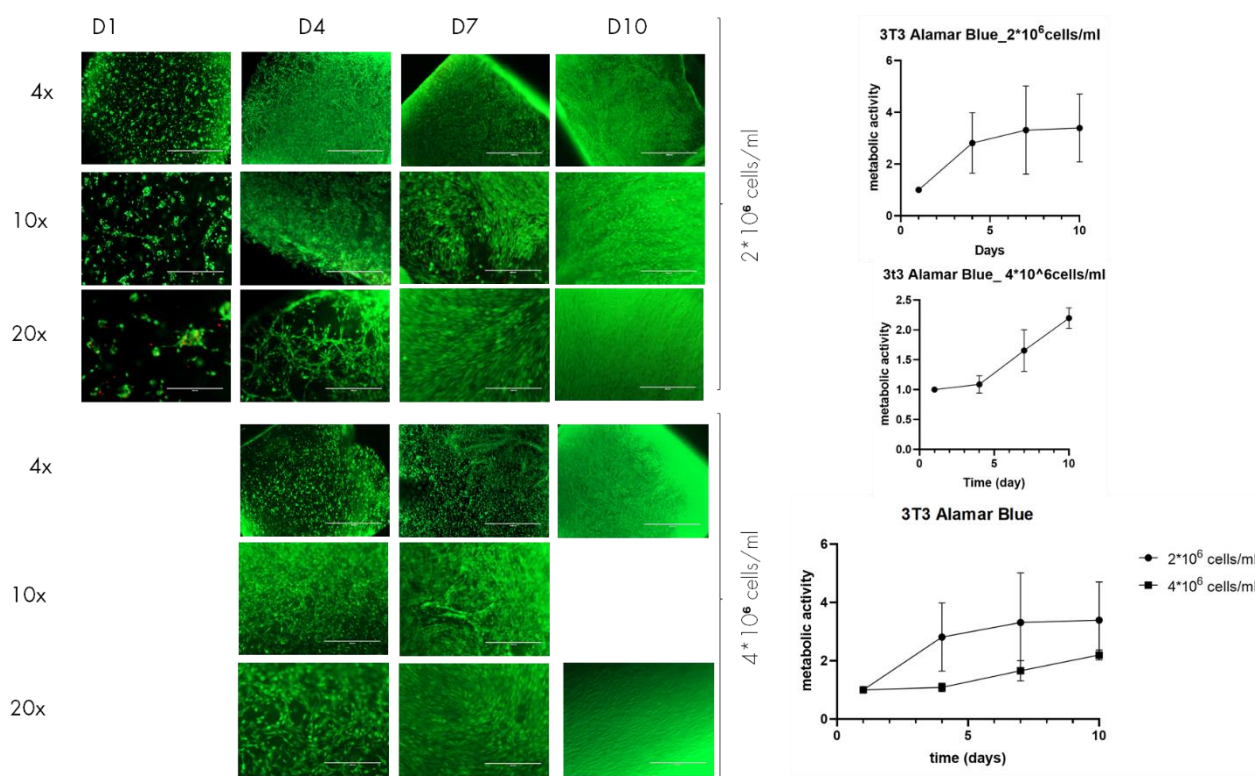 D1 D4 D7 D10
4x
10x
20x
2*10⁶ cells/ml
4x
10x
20x
4*10⁶ cells/ml
3T3 Alamar Blue_2*10⁶cells/ml
metabolic activity
6
4
2
0
0 5 10
Days
3t3 Alamar Blue_ 4*10^6cells/ml
metabolic activity
2.5
2.0
1.5
1.0
0.5
0.0
0 5 10
Time (day)
3T3 Alamar Blue
metabolic activity
6
4
2
0
0 2 4 6 8 10
time (days)
2*10⁶ cells/ml
4*10⁶ cells/ml